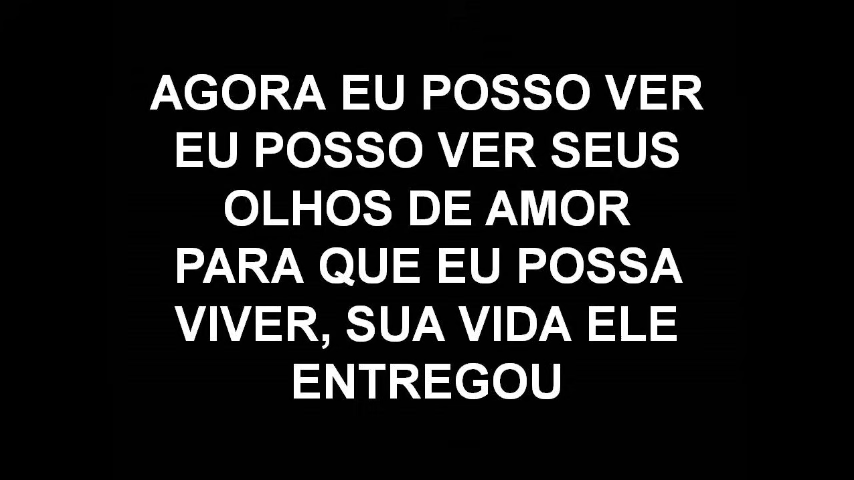 AGORA EU POSSO VER
EU POSSO VER SEUS
OLHOS DE AMOR
PARA QUE EU POSSA
VIVER, SUA VIDA ELE
ENTREGOU